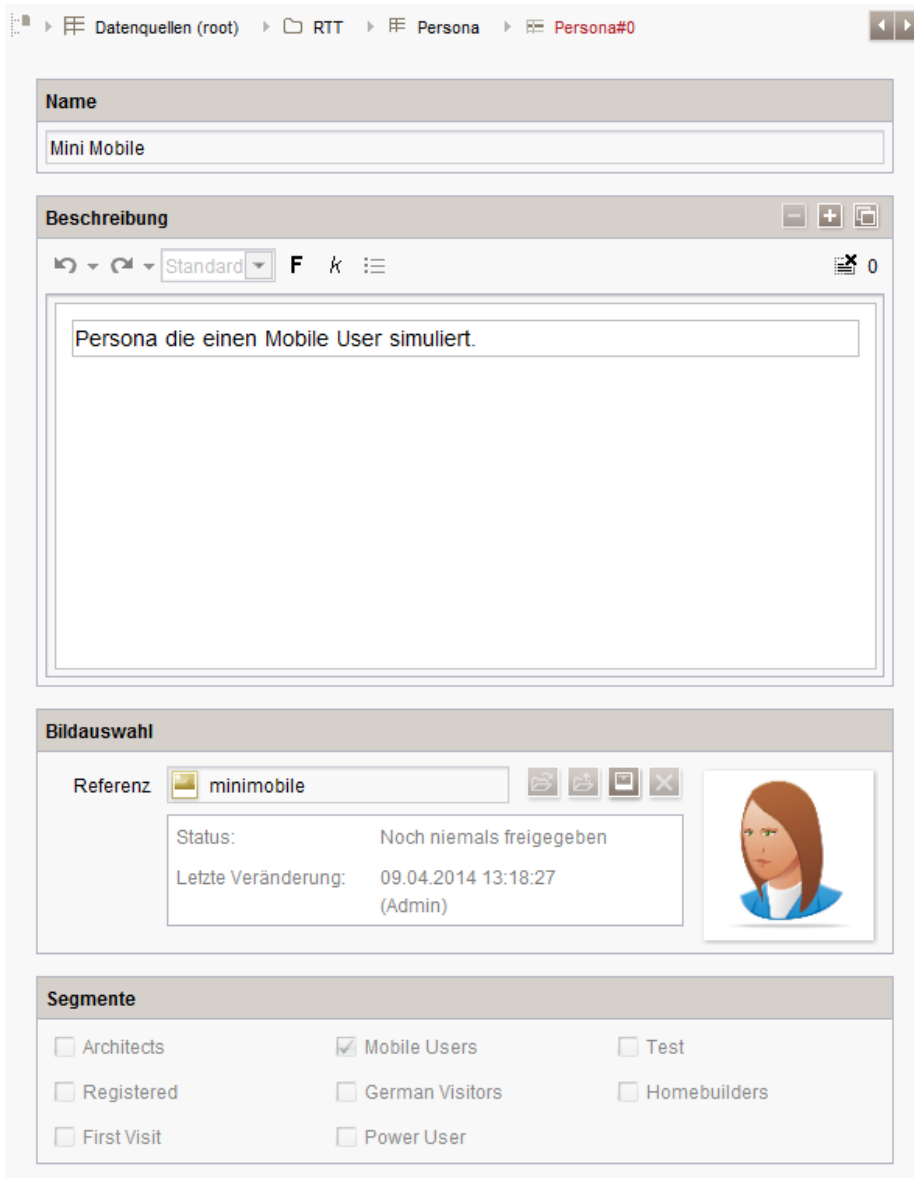 Datenquellen (root) RTT Persona Persona#0
Name
Mini Mobile
Beschreibung
Standard F k 0
Persona die einen Mobile User simuliert.
Bildauswahl
Referenz minimobile
Status: Noch niemals freigegeben
Letzte Veränderung: 09.04.2014 13:18:27
(Admin)
Segmente
Architects Mobile Users Test
Registered German Visitors Homebuilders
First Visit Power User